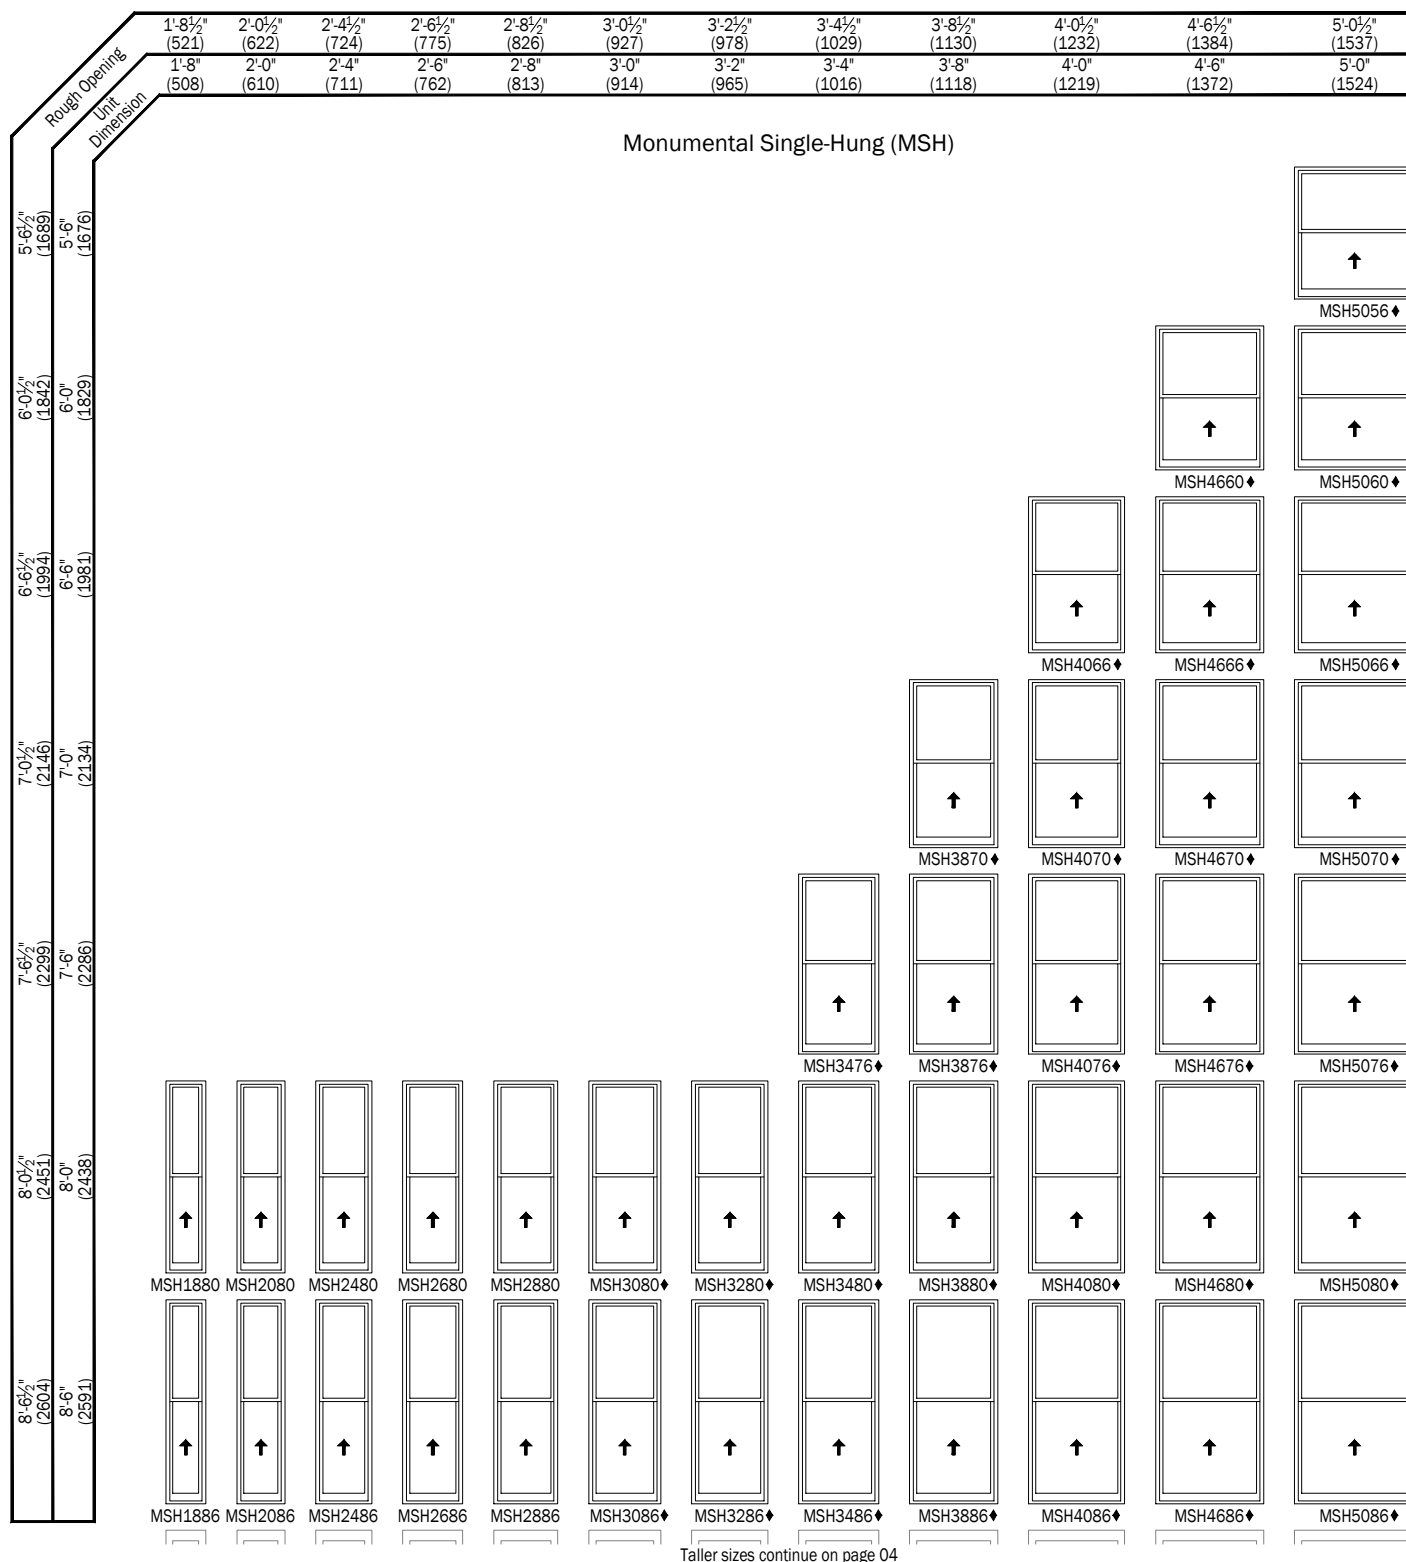 1'-8½" 2'-0½" 2'-4½" 2'-6½" 2'-8½" 3'-0½" 3'-2½" 3'-4½" 3'-8½" 4'-0½" 4'-6½" 5'-0½"
(521) (622) (724) (775) (826) (927) (978) (1029) (1130) (1232) (1384) (1537)
1'-8" 2'-0" 2'-4" 2'-6" 2'-8" 3'-0" 3'-2" 3'-4" 3'-8" 4'-0" 4'-6" 5'-0"
(508) (610) (711) (762) (813) (914) (965) (1016) (1118) (1219) (1372) (1524)
Rough Opening
Unit
Dimension
Monumental Single-Hung (MSH)
5'-6½"
(1689)
5'-6"
(1676)
MSH5056♦
6'-0½"
(1842)
6'-0"
(1829)
MSH4660♦ MSH5060♦
6'-6½"
(1994)
6'-6"
(1981)
MSH4066♦ MSH4666♦ MSH5066♦
7'-0½"
(2146)
7'-0"
(2134)
MSH3870♦ MSH4070♦ MSH4670♦ MSH5070♦
7'-6½"
(2299)
7'-6"
(2286)
MSH3476♦ MSH3876♦ MSH4076♦ MSH4676♦ MSH5076♦
8'-0½"
(2451)
8'-0"
(2438)
MSH1880 MSH2080 MSH2480 MSH2680 MSH2880 MSH3080♦ MSH3280♦ MSH3480♦ MSH3880♦ MSH4080♦ MSH4680♦ MSH5080♦
8'-6½"
(2604)
8'-6"
(2591)
MSH1886 MSH2086 MSH2486 MSH2686 MSH2886 MSH3086♦ MSH3286♦ MSH3486♦ MSH3886♦ MSH4086♦ MSH4686♦ MSH5086♦
Taller sizes continue on page 04